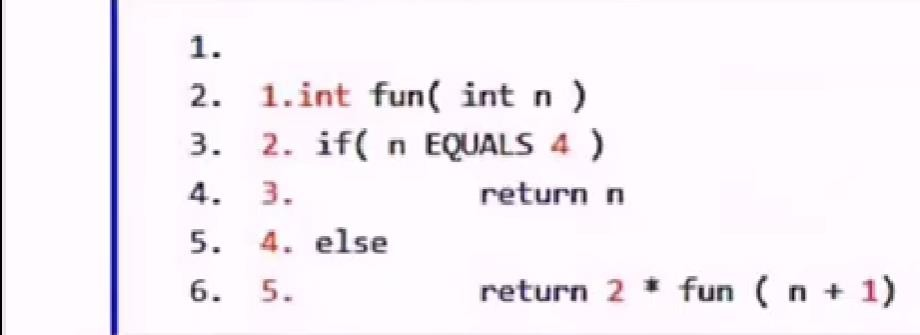 1.
2. 1.int fun( int n )
3. 2. if( n EQUALS 4 )
4. 3. return n
5. 4. else
6. 5. return 2 * fun ( n + 1)